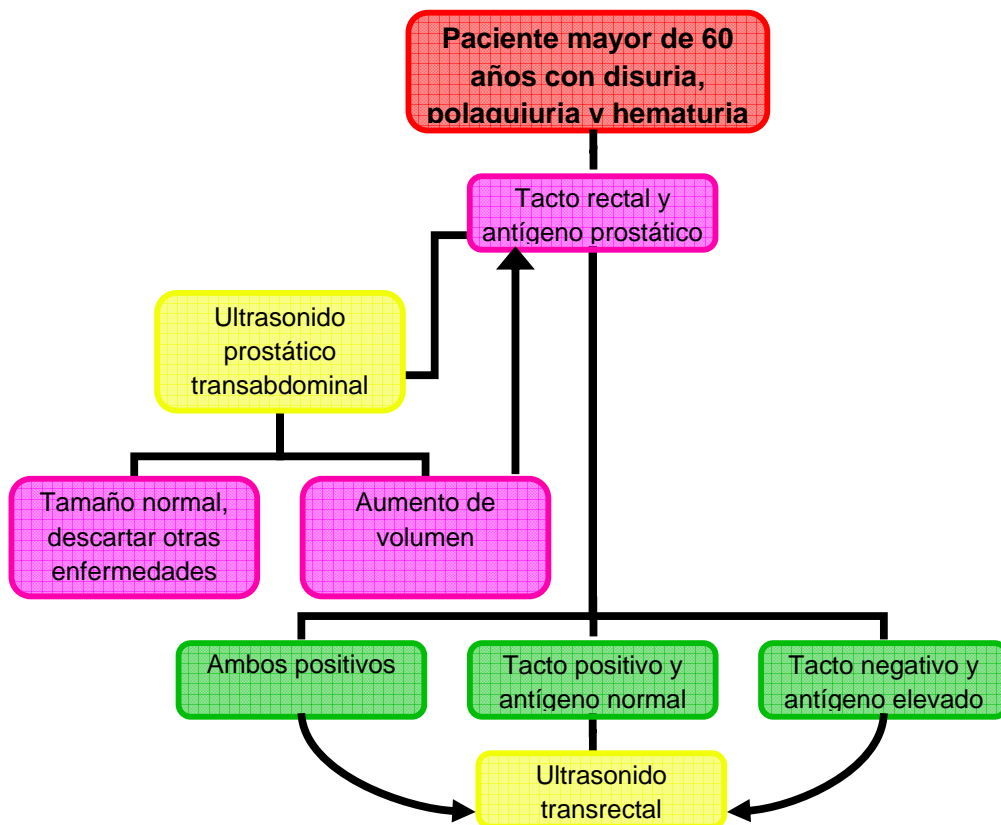 Paciente mayor de 60
años con disuria,
polaquiuria y hematuria
Tacto rectal y
antígeno prostático
Ultrasonido
prostático
transabdominal
Tamaño normal,
descartar otras
enfermedades
Aumento de
volumen
Ambos positivos
Tacto positivo y
antígeno normal
Tacto negativo y
antígeno elevado
Ultrasonido
transrectal